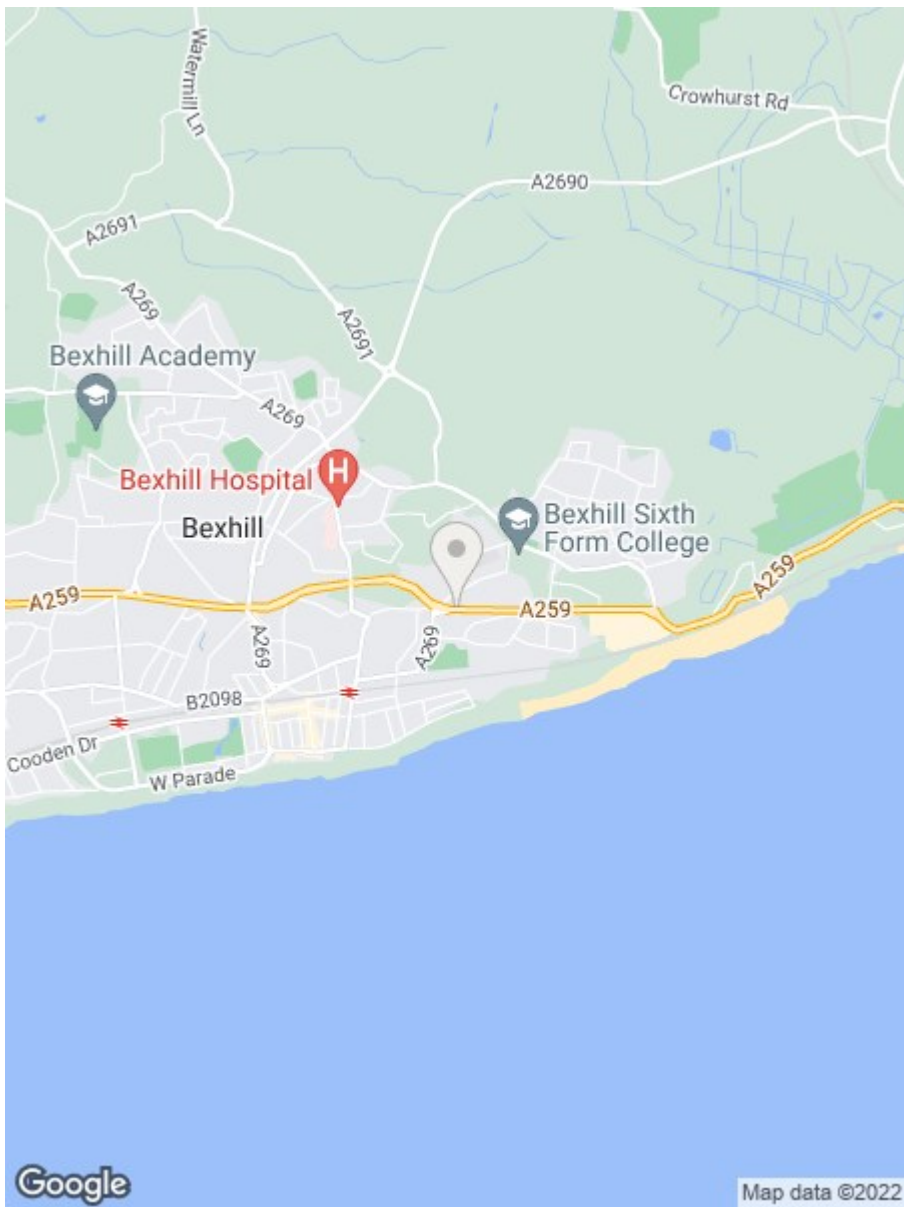 Watermill Ln
Crowhurst Rd
A2690
A2691
A269
A2691
Bexhill Academy
A269
Bexhill Hospital
H
Bexhill
Bexhill Sixth
Form College
A259
A259
A259
A269
A269
B2098
Cooden Dr
W Parade
Google
Map data ©2022